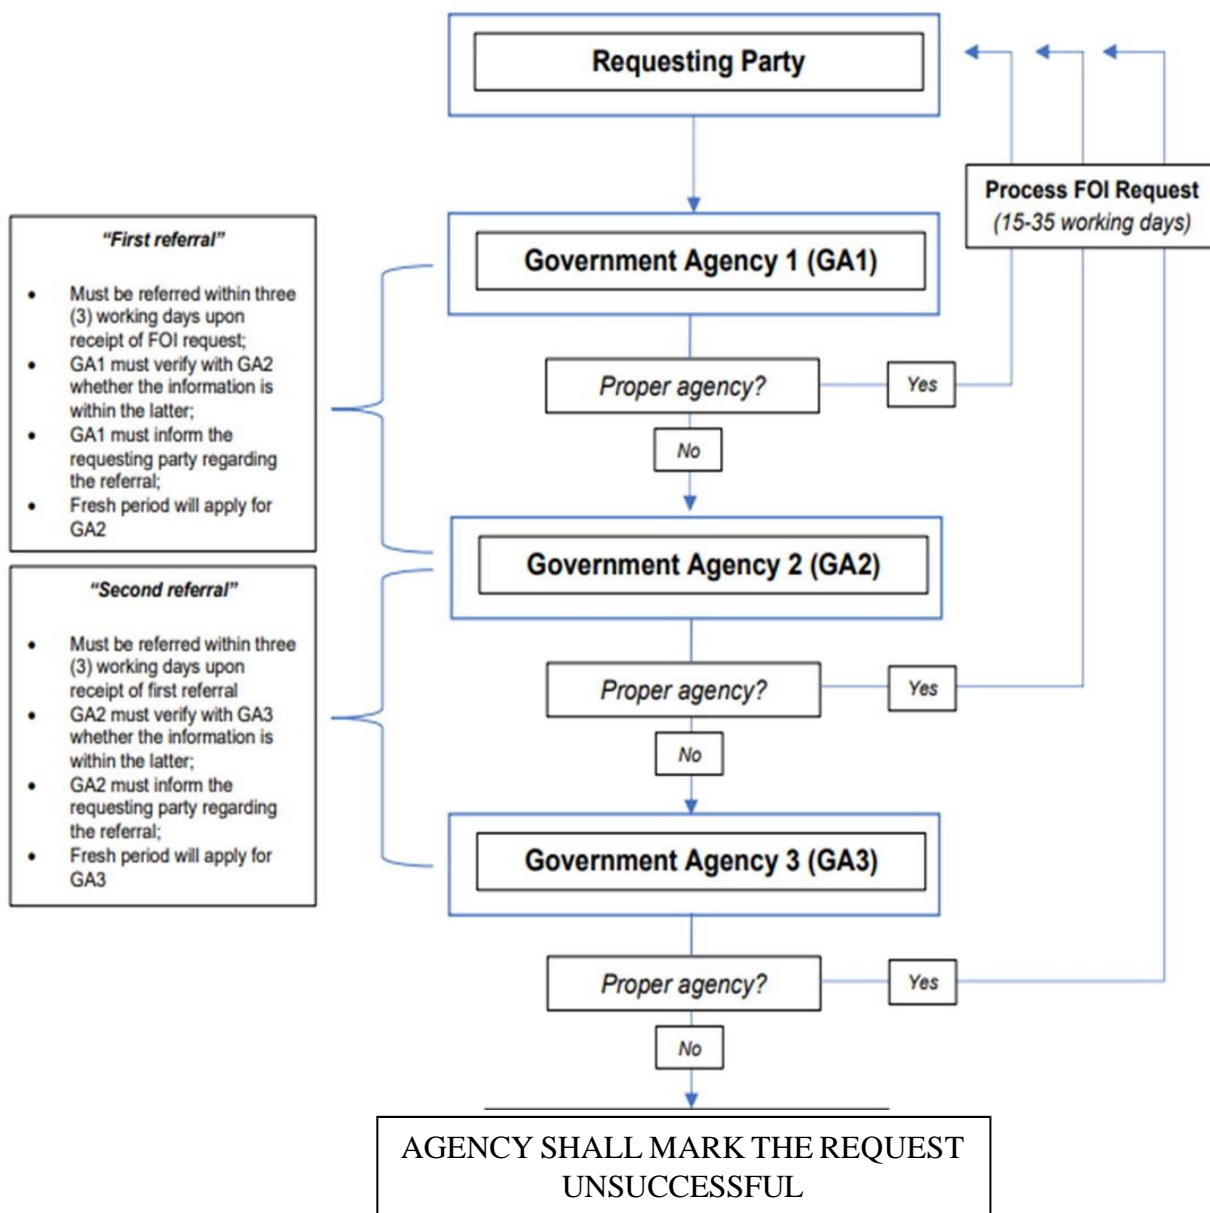 Requesting Party
Process FOI Request
(15-35 working days)
"First referral"
• Must be referred within three
(3) working days upon
receipt of FOI request;
• GA1 must verify with GA2
whether the information is
within the latter;
• GA1 must inform the
requesting party regarding
the referral;
• Fresh period will apply for
GA2
Government Agency 1 (GA1)
Proper agency?
Yes
No
Government Agency 2 (GA2)
"Second referral"
• Must be referred within three
(3) working days upon
receipt of first referral
• GA2 must verify with GA3
whether the information is
within the latter;
• GA2 must inform the
requesting party regarding
the referral;
• Fresh period will apply for
GA3
Proper agency?
Yes
No
Government Agency 3 (GA3)
Proper agency?
Yes
No
AGENCY SHALL MARK THE REQUEST
UNSUCCESSFUL